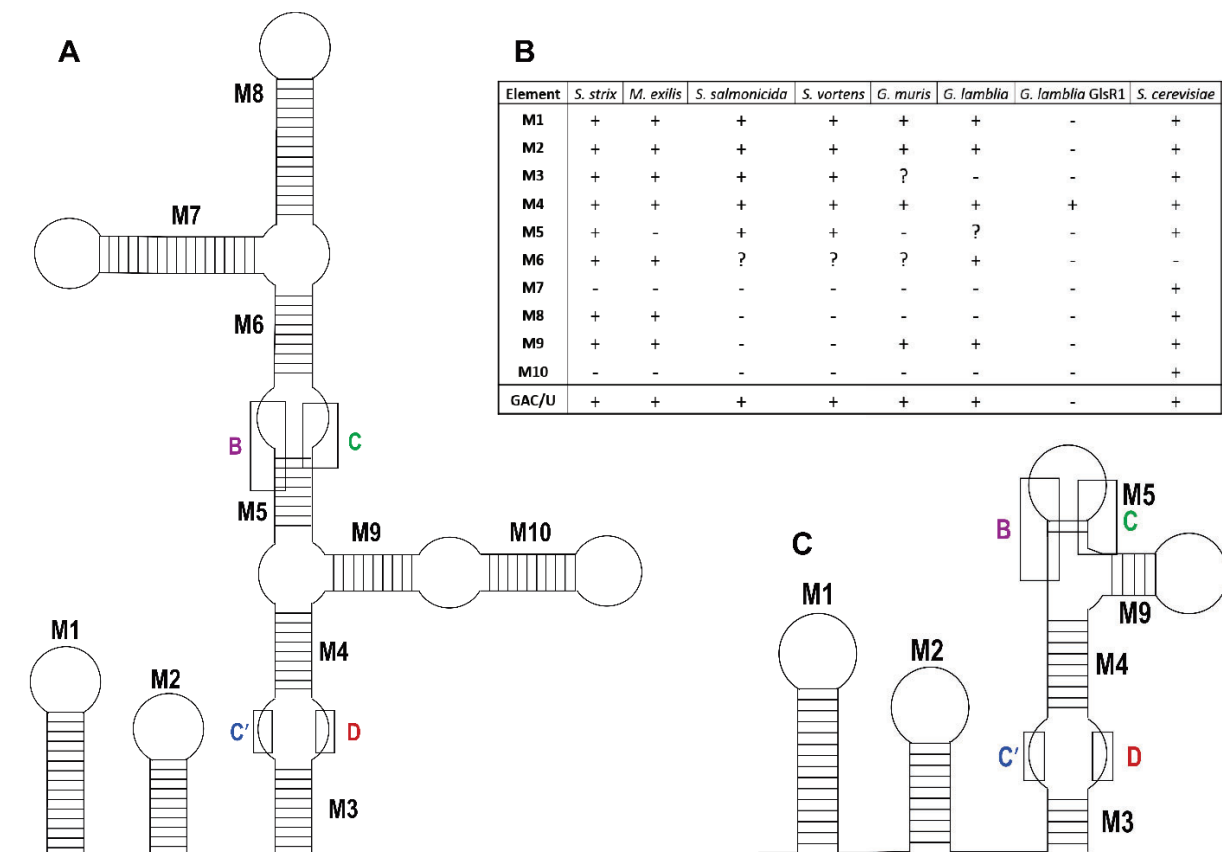 A
M8
M7
M6
B
C
M5
M9
M10
M1
M2
M4
C′
D
M3
B
Element S. strix M. exilis S. salmonicida S. vortens G. muris G. lamblia G. lamblia GlsR1 S. cerevisiae
M1 + + + + + + - +
M2 + + + + + + - +
M3 + + + + ? - - +
M4 + + + + + + + +
M5 + - + + - ? - +
M6 + + ? ? ? + - -
M7 - - - - - - - +
M8 + + - - - - - +
M9 + + - - + + - +
M10 - - - - - - - +
GAC/U + + + + + + - +
C
M5
B
C
M1
M9
M2
M4
C′
D
M3